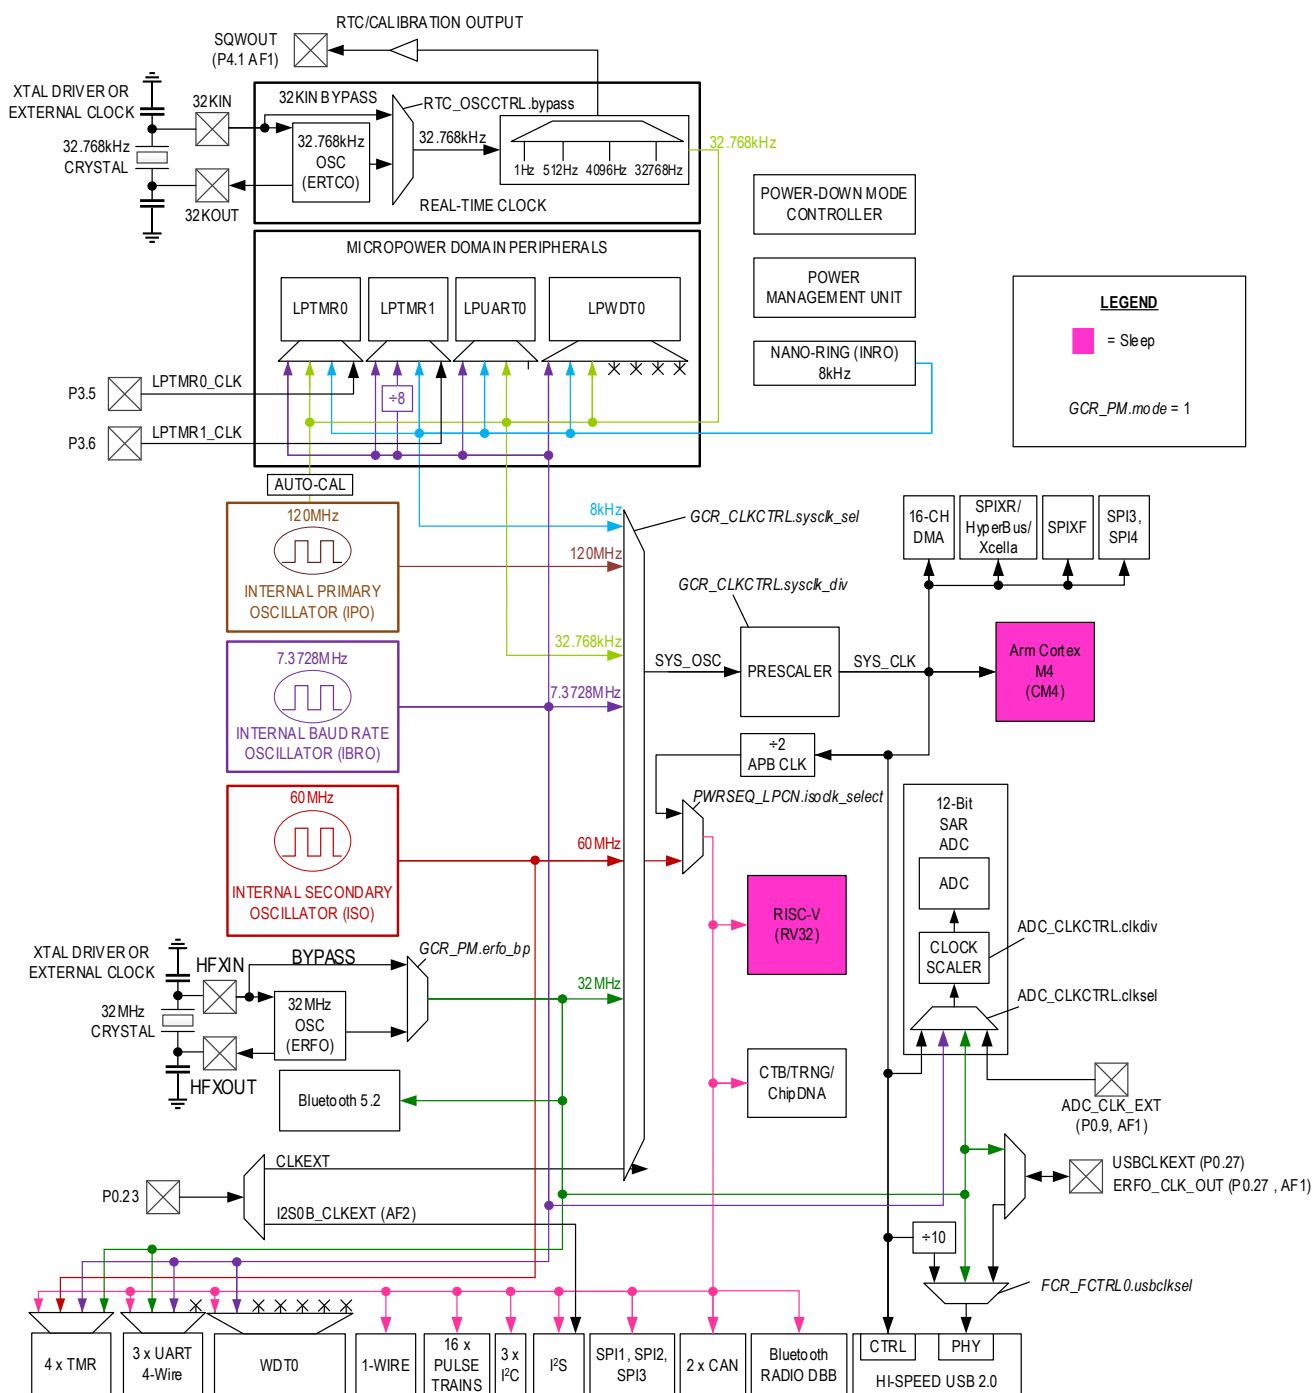 RTC/CALIBRATION OUTPUT
SQWOUT
(P4.1 AF1)
XTAL DRIVER OR
EXTERNAL CLOCK
32KIN
32KIN BYPASS
RTC_OSCCTRL.bypass
32.768kHz
CRYSTAL
32.768kHz
OSC
(ERTCO)
32.768kHz
1Hz 512Hz 4096Hz 32768Hz
32.768kHz
32KOUT
REAL-TIME CLOCK
POWER-DOWN MODE
CONTROLLER
MICROPOWER DOMAIN PERIPHERALS
POWER
MANAGEMENT UNIT
LPTMR0
LPTMR1
LPUART0
LPWDT0
NANO-RING (INRO)
8kHz
LEGEND
= Sleep
GCR_PM.mode = 1
P3.5
LPTMR0_CLK
÷8
P3.6
LPTMR1_CLK
AUTO-CAL
120MHz
INTERNAL PRIMARY
OSCILLATOR (IPO)
8kHz
GCR_CLKCTRL.sysclk_sel
120MHz
16-CH
DMA
SPIXR/
HyperBus/
Xcella
SPIXF
SPI3,
SPI4
GCR_CLKCTRL.sysclk_div
7.3728MHz
INTERNAL BAUD RATE
OSCILLATOR (IBRO)
32.768kHz
SYS_OSC
PRESCALER
SYS_CLK
Arm Cortex
M4
(CM4)
7.3728MHz
÷2
APB CLK
PWRSEQ_LPCN.isoclk_select
60MHz
INTERNAL SECONDARY
OSCILLATOR (ISO)
60MHz
12-Bit
SAR
ADC
ADC
RISC-V
(RV32)
CLOCK
SCALER
ADC_CLKCTRL.clkdiv
ADC_CLKCTRL.clksel
XTAL DRIVER OR
EXTERNAL CLOCK
HFXIN
BYPASS
GCR_PM.erfo_bp
32MHz
CRYSTAL
32MHz
OSC
(ERFO)
32MHz
HFXOUT
Bluetooth 5.2
CTB/TRNG/
ChipDNA
ADC_CLK_EXT
(P0.9, AF1)
CLKEXT
P0.23
I2S0B_CLKEXT (AF2)
USBCLKEXT (P0.27)
ERFO_CLK_OUT (P0.27 , AF1)
÷10
FCR_FCTRL0.usbclksel
4 x TMR
3 x UART
4-Wire
WDT0
1-WIRE
16 x
PULSE
TRAINS
3 x
I²C
I²S
SPI1, SPI2,
SPI3
2 x CAN
Bluetooth
RADIO DBB
CTRL
PHY
HI-SPEED USB 2.0